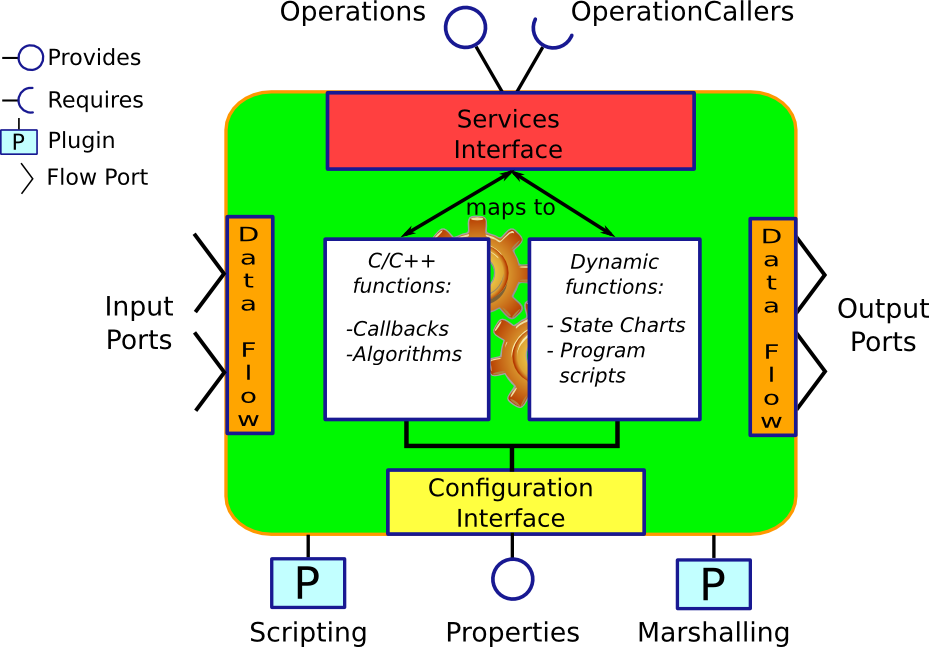 Operations
OperationCallers
Provides
Requires
P
Plugin
Flow Port
Services
Interface
maps to
Data Flow
C/C++
functions:
-Callbacks
-Algorithms
Dynamic
functions:
- State Charts
- Program
scripts
Data Flow
Input
Ports
Output
Ports
Configuration
Interface
P
P
Scripting
Properties
Marshalling